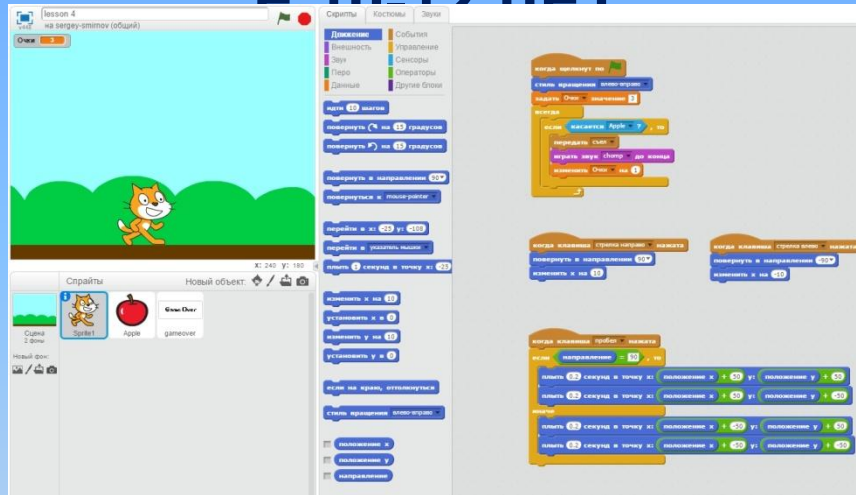 lesson 4
на sergey-smirnov (общий)
Очки 3
X: 240 y: 180
Спрайты
Новый объект:
Сцена
2 фоны
Новый фон:
Sprite1
Apple
gameover
Game Over
Скрипты
Костюмы
Звуки
Движение
События
Внешность
Управление
Звук
Сенсоры
Перо
Операторы
Данные
Другие блоки
идти 10 шагов
повернуть на 15 градусов
повернуть на 15 градусов
повернуть в направлении 90
повернуться к mouse-pointer
перейти в x: -25 y: -108
перейти в указатель мышки
плыть 1 секунд в точку x: -25
изменить x на 10
установить x в 0
изменить y на 10
установить y в 0
если на краю, оттолкнуться
стиль вращения влево-вправо
положение x
положение y
направление
когда щелкнут по
стиль вращения влево-вправо
задать Очки значение 3
всегда
если касается Apple ? , то
передать съел
играть звук chomp до конца
изменить Очки на 1
когда клавиша стрелка направо нажата
повернуть в направлении 90
изменить x на 10
когда клавиша стрелка влево нажата
повернуть в направлении -90
изменить x на -10
когда клавиша пробел нажата
если направление = 90 , то
плыть 0.2 секунд в точку x: положение x + 50 y: положение y + 50
плыть 0.2 секунд в точку x: положение x + 50 y: положение y + -50
иначе
плыть 0.2 секунд в точку x: положение x + -50 y: положение y + 50
плыть 0.2 секунд в точку x: положение x + -50 y: положение y + -50